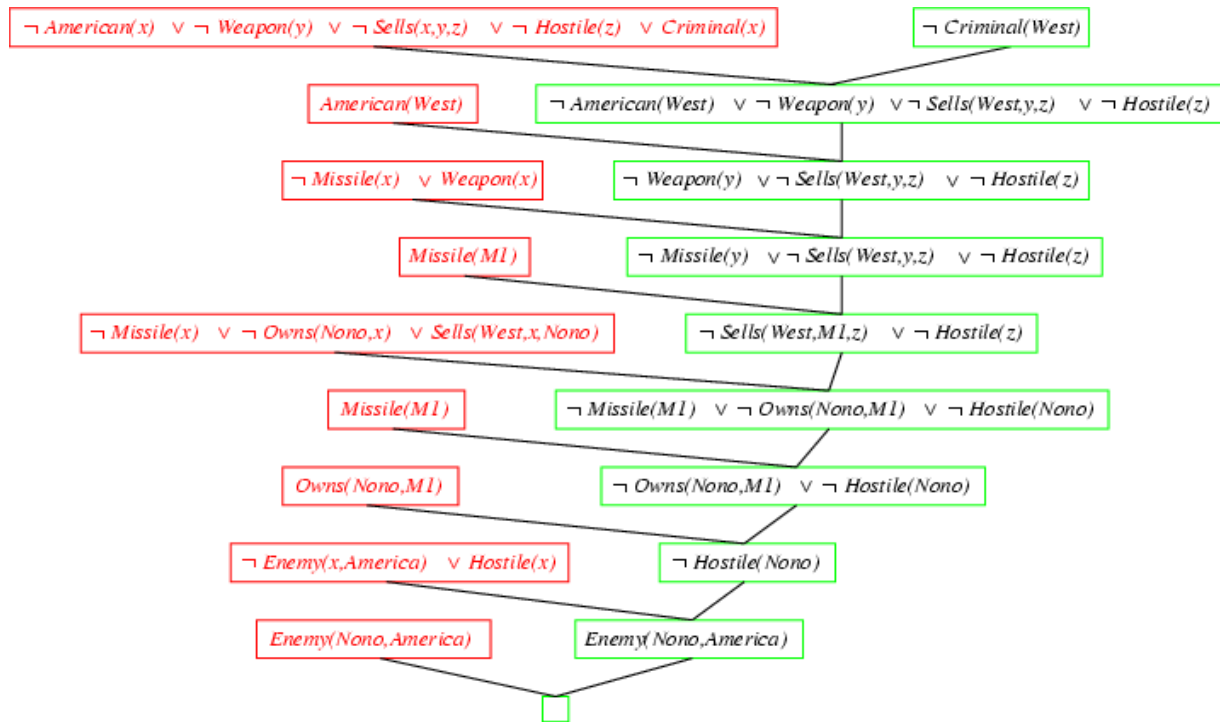 ¬ American(x) ∨ ¬ Weapon(y) ∨ ¬ Sells(x,y,z) ∨ ¬ Hostile(z) ∨ Criminal(x) ¬ Criminal(West)
American(West) ¬ American(West) ∨ ¬ Weapon(y) ∨ ¬ Sells(West,y,z) ∨ ¬ Hostile(z)
¬ Missile(x) ∨ Weapon(x) ¬ Weapon(y) ∨ ¬ Sells(West,y,z) ∨ ¬ Hostile(z)
Missile(M1) ¬ Missile(y) ∨ ¬ Sells(West,y,z) ∨ ¬ Hostile(z)
¬ Missile(x) ∨ ¬ Owns(Nono,x) ∨ Sells(West,x,Nono) ¬ Sells(West,M1,z) ∨ ¬ Hostile(z)
Missile(M1) ¬ Missile(M1) ∨ ¬ Owns(Nono,M1) ∨ ¬ Hostile(Nono)
Owns(Nono,M1) ¬ Owns(Nono,M1) ∨ ¬ Hostile(Nono)
¬ Enemy(x,America) ∨ Hostile(x) ¬ Hostile(Nono)
Enemy(Nono,America) Enemy(Nono,America)